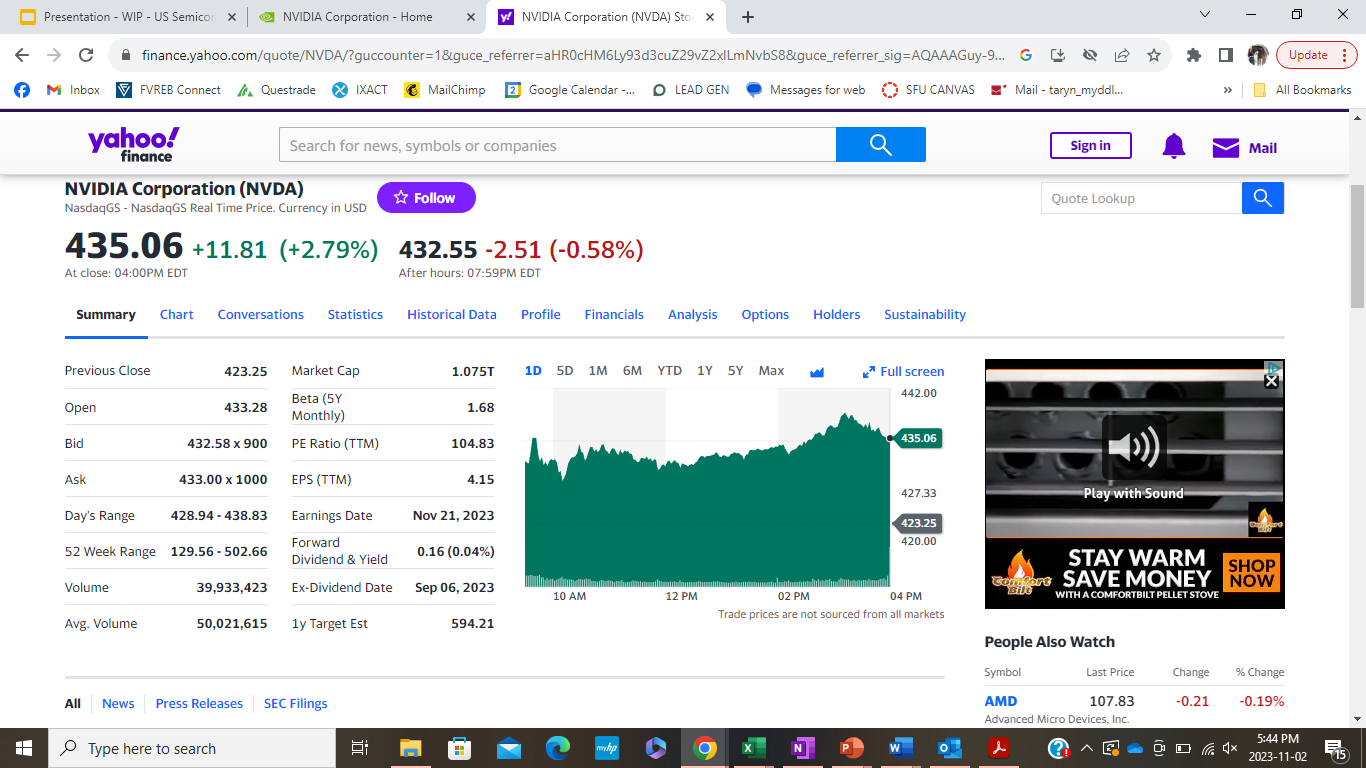 Presentation - WIP - US Semicon
NVIDIA Corporation - Home
NVIDIA Corporation (NVDA) Sto
finance.yahoo.com/quote/NVDA/?guccounter=1&guce_referrer=aHR0cHM6Ly93d3cuZ29vZ2xlLmNvbS8&guce_referrer_sig=AQAAAGuy-9...
Update
Inbox
FVREB Connect
Questrade
IXACT
MailChimp
Google Calendar -...
LEAD GEN
Messages for web
SFU CANVAS
Mail - taryn_myddl...
»
All Bookmarks
yahoo!
finance
Search for news, symbols or companies
Sign in
Mail
NVIDIA Corporation (NVDA)
NasdaqGS - NasdaqGS Real Time Price. Currency in USD
Follow
Quote Lookup
435.06 +11.81 (+2.79%)
432.55 -2.51 (-0.58%)
At close: 04:00PM EDT
After hours: 07:59PM EDT
Summary Chart Conversations Statistics Historical Data Profile Financials Analysis Options Holders Sustainability
Previous Close 423.25
Open 433.28
Bid 432.58 x 900
Ask 433.00 x 1000
Day's Range 428.94 - 438.83
52 Week Range 129.56 - 502.66
Volume 39,933,423
Avg. Volume 50,021,615
Market Cap 1.075T
Beta (5Y
Monthly) 1.68
PE Ratio (TTM) 104.83
EPS (TTM) 4.15
Earnings Date Nov 21, 2023
Forward
Dividend & Yield 0.16 (0.04%)
Ex-Dividend Date Sep 06, 2023
1y Target Est 594.21
1D 5D 1M 6M YTD 1Y 5Y Max
Full screen
442.00
435.06
427.33
423.25
420.00
10 AM 12 PM 02 PM 04 PM
Trade prices are not sourced from all markets
Play with Sound
Comfort
Bilt
STAY WARM
SAVE MONEY
WITH A COMFORTBILT PELLET STOVE
SHOP
NOW
People Also Watch
Symbol Last Price Change % Change
AMD 107.83 -0.21 -0.19%
Advanced Micro Devices, Inc.
All News Press Releases SEC Filings
Type here to search
myhp
5:44 PM
2023-11-02
15